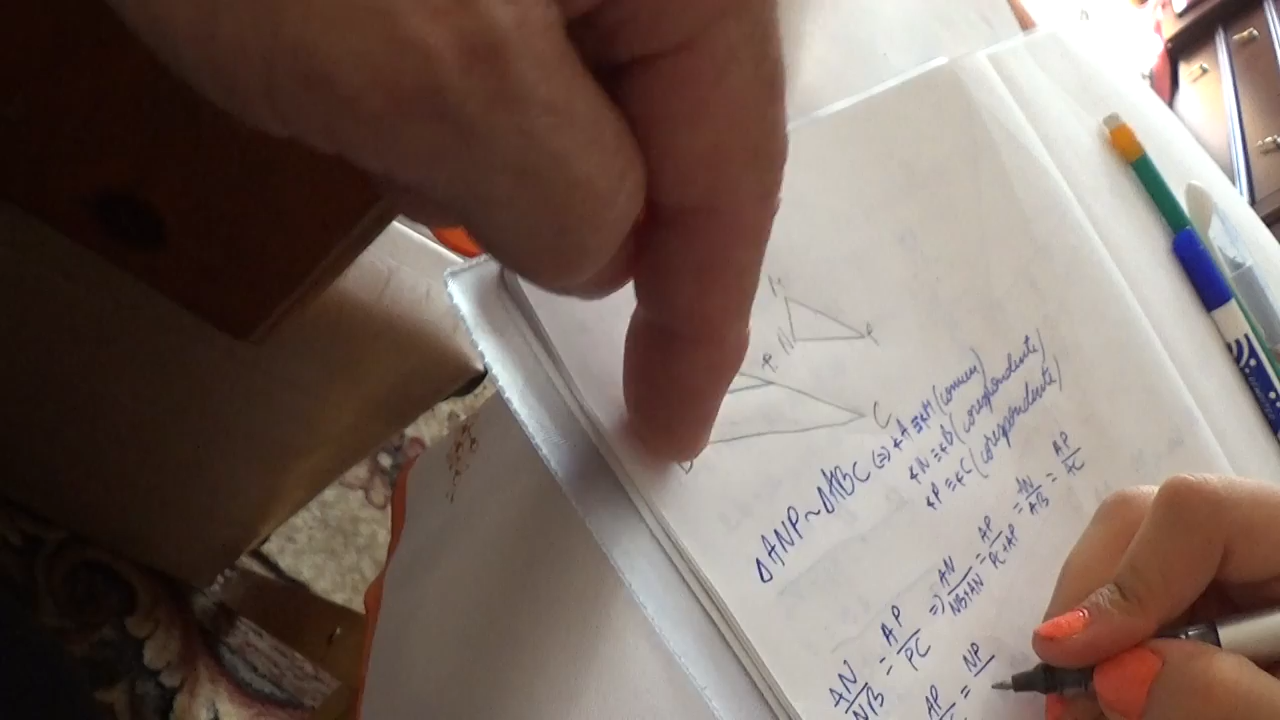 N
P
P
C
B
ΔANP~ΔABC (=) ∢A≡∢A (comun)
∢N≡∢B (corespondente)
∢P≡∢C (corespondente)
AN/NB = AP/PC => AN/NB+AN = AP/PC+AP = AN/AB = AP/AC
AP = NP